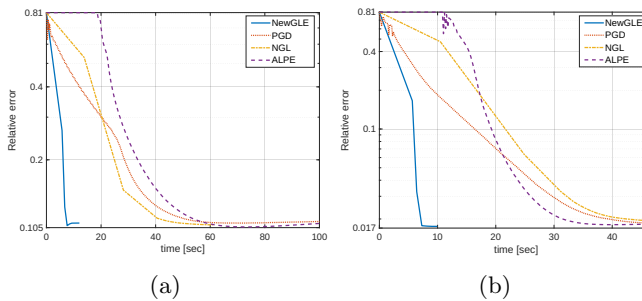 0.81
0.4
0.2
0.105
Relative error
0
20
40
60
80
100
time [sec]
NewGLE
PGD
NGL
ALPE
(a)
0.81
0.4
0.1
0.017
Relative error
0
10
20
30
40
time [sec]
NewGLE
PGD
NGL
ALPE
(b)